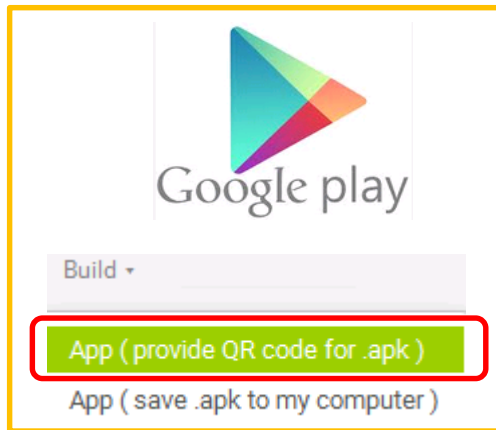 Google play
Build
App ( provide QR code for .apk )
App ( save .apk to my computer )